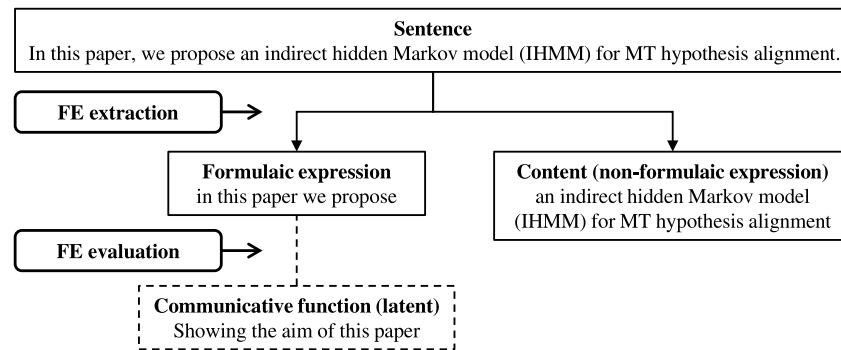 Sentence
In this paper, we propose an indirect hidden Markov model (IHMM) for MT hypothesis alignment.
FE extraction
Formulaic expression
in this paper we propose
Content (non-formulaic expression)
an indirect hidden Markov model
(IHMM) for MT hypothesis alignment
FE evaluation
Communicative function (latent)
Showing the aim of this paper